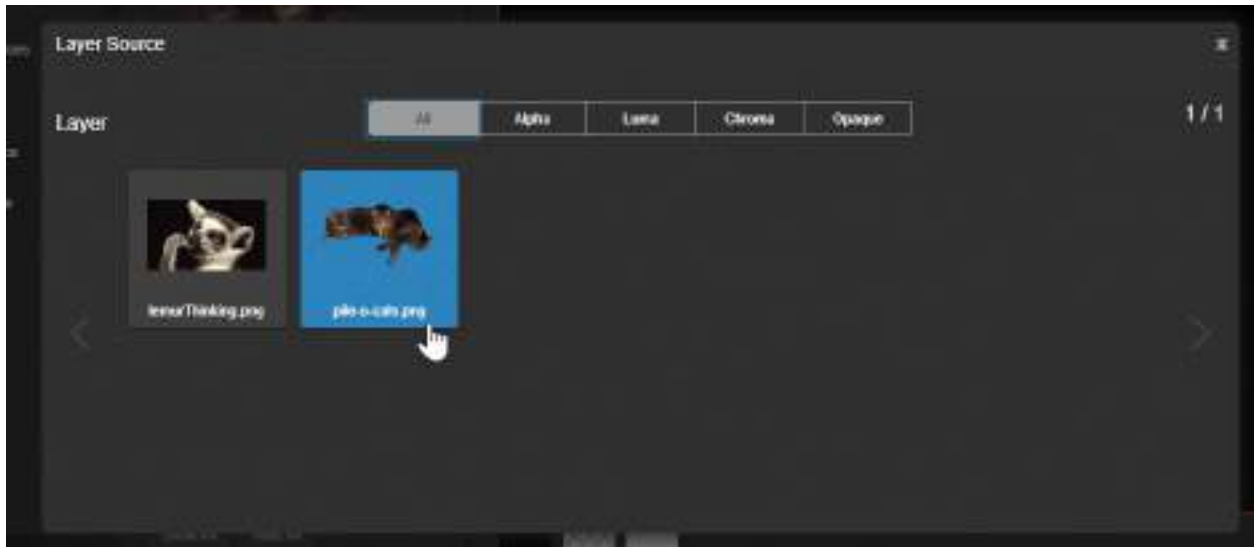 Layer Source
x
Layer
All Alpha Luma Chroma Opaque
1 / 1
lemurThinking.png pile-o-cats.png